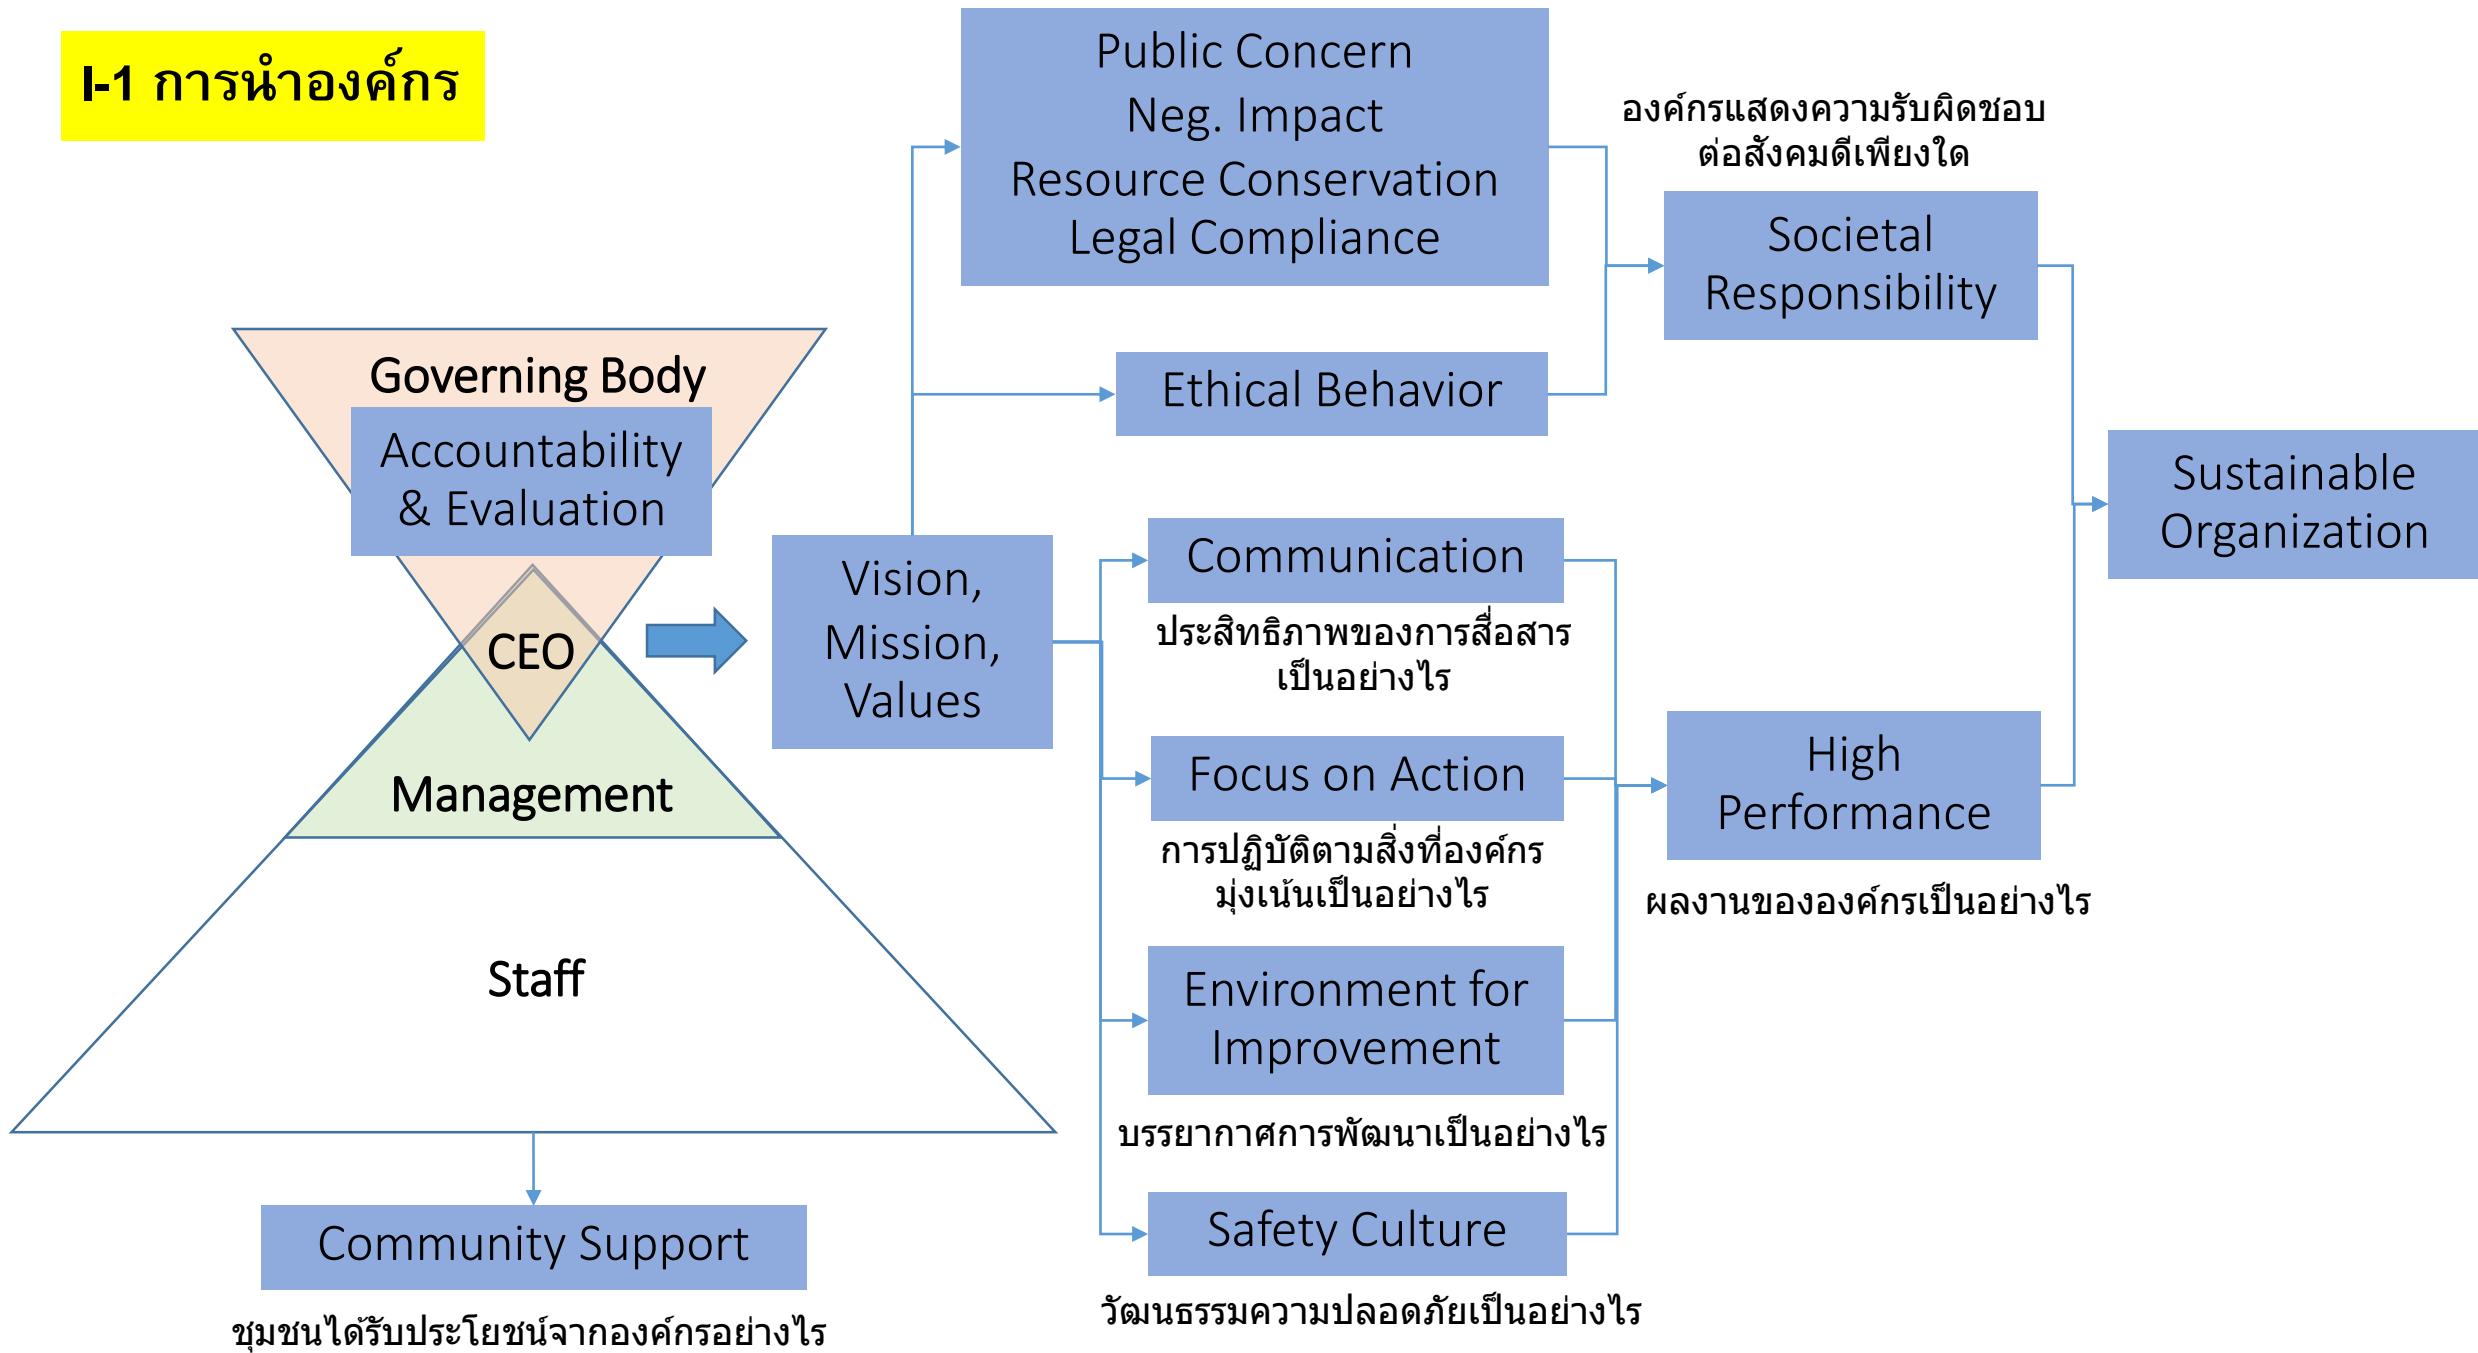 I-1 การนำองค์กร
Public Concern
Neg. Impact
Resource Conservation
Legal Compliance
องค์กรแสดงความรับผิดชอบ
ต่อสังคมดีเพียงใด
Societal
Responsibility
Governing Body
Accountability
& Evaluation
CEO
Management
Staff
Ethical Behavior
Vision,
Mission,
Values
Communication
ประสิทธิภาพของการสื่อสาร
เป็นอย่างไร
Focus on Action
การปฏิบัติตามสิ่งที่องค์กร
มุ่งเน้นเป็นอย่างไร
Environment for
Improvement
บรรยากาศการพัฒนาเป็นอย่างไร
Safety Culture
วัฒนธรรมความปลอดภัยเป็นอย่างไร
High
Performance
ผลงานขององค์กรเป็นอย่างไร
Sustainable
Organization
Community Support
ชุมชนได้รับประโยชน์จากองค์กรอย่างไร